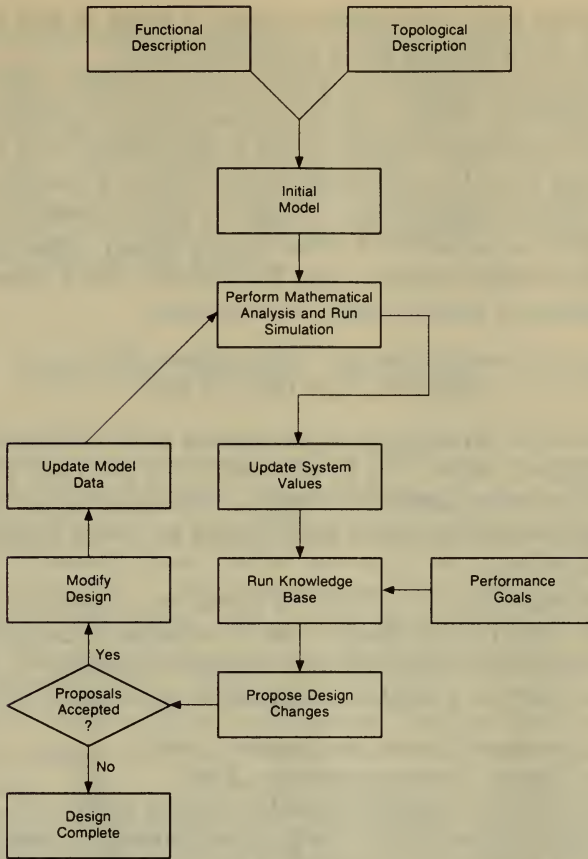 Functional
Description
Topological
Description
Initial
Model
Perform Mathematical
Analysis and Run
Simulation
Update Model
Data
Update System
Values
Modify
Design
Run Knowledge
Base
Performance
Goals
Yes
Proposals
Accepted
?
Propose Design
Changes
No
Design
Complete